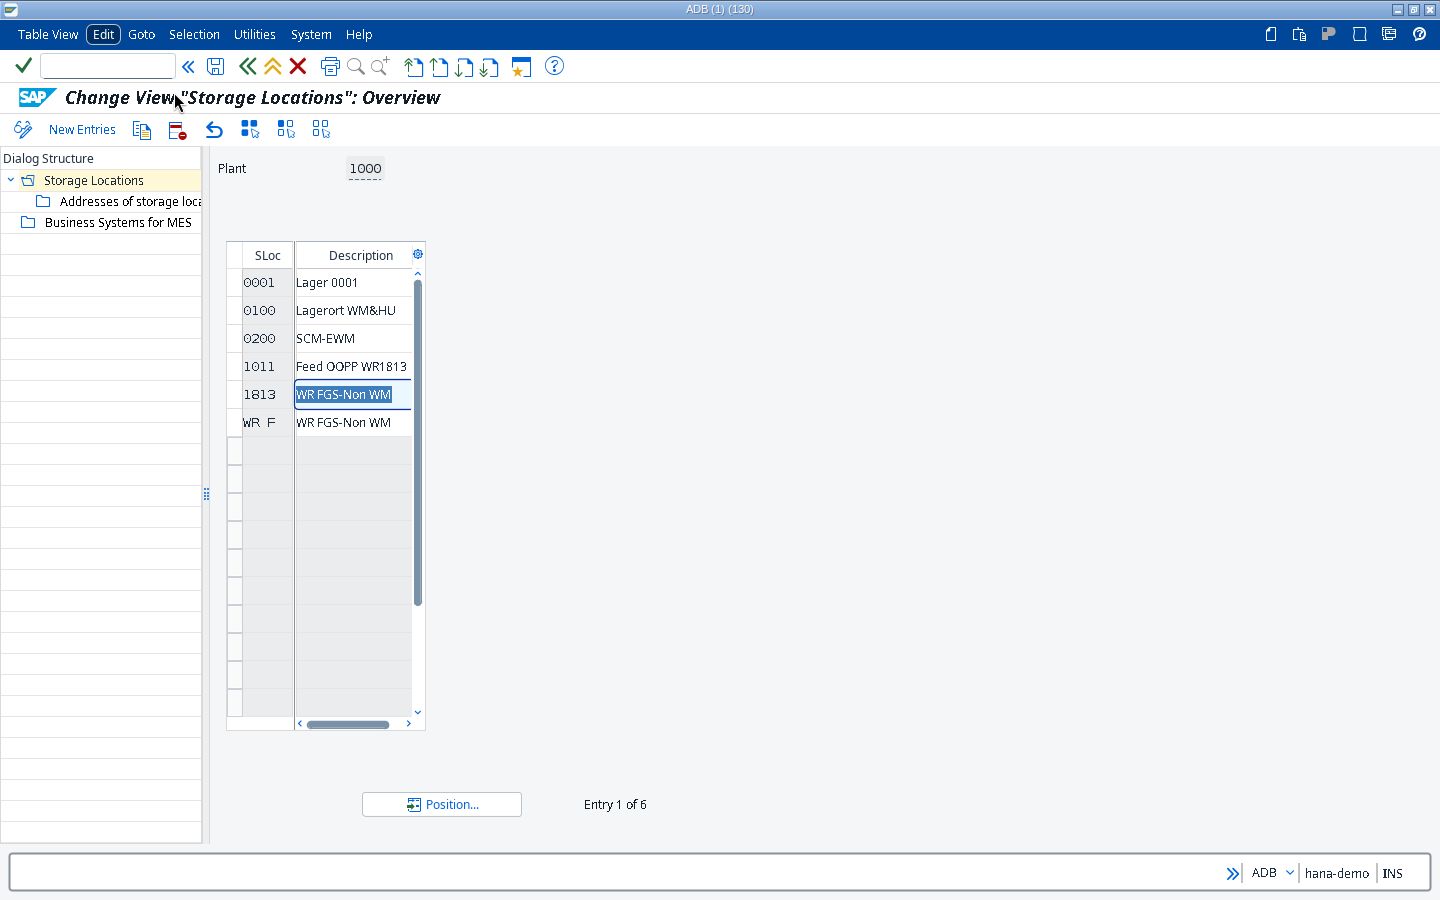 ADB (1) (130)
Table View Edit Goto Selection Utilities System Help
SAP Change View "Storage Locations": Overview
New Entries
Dialog Structure
Storage Locations
Addresses of storage loca
Business Systems for MES
Plant 1000
SLoc Description
0001 Lager 0001
0100 Lagerort WM&HU
0200 SCM-EWM
1011 Feed OOPP WR1813
1813 WR FGS-Non WM
WR F WR FGS-Non WM
Position... Entry 1 of 6
ADB hana-demo INS